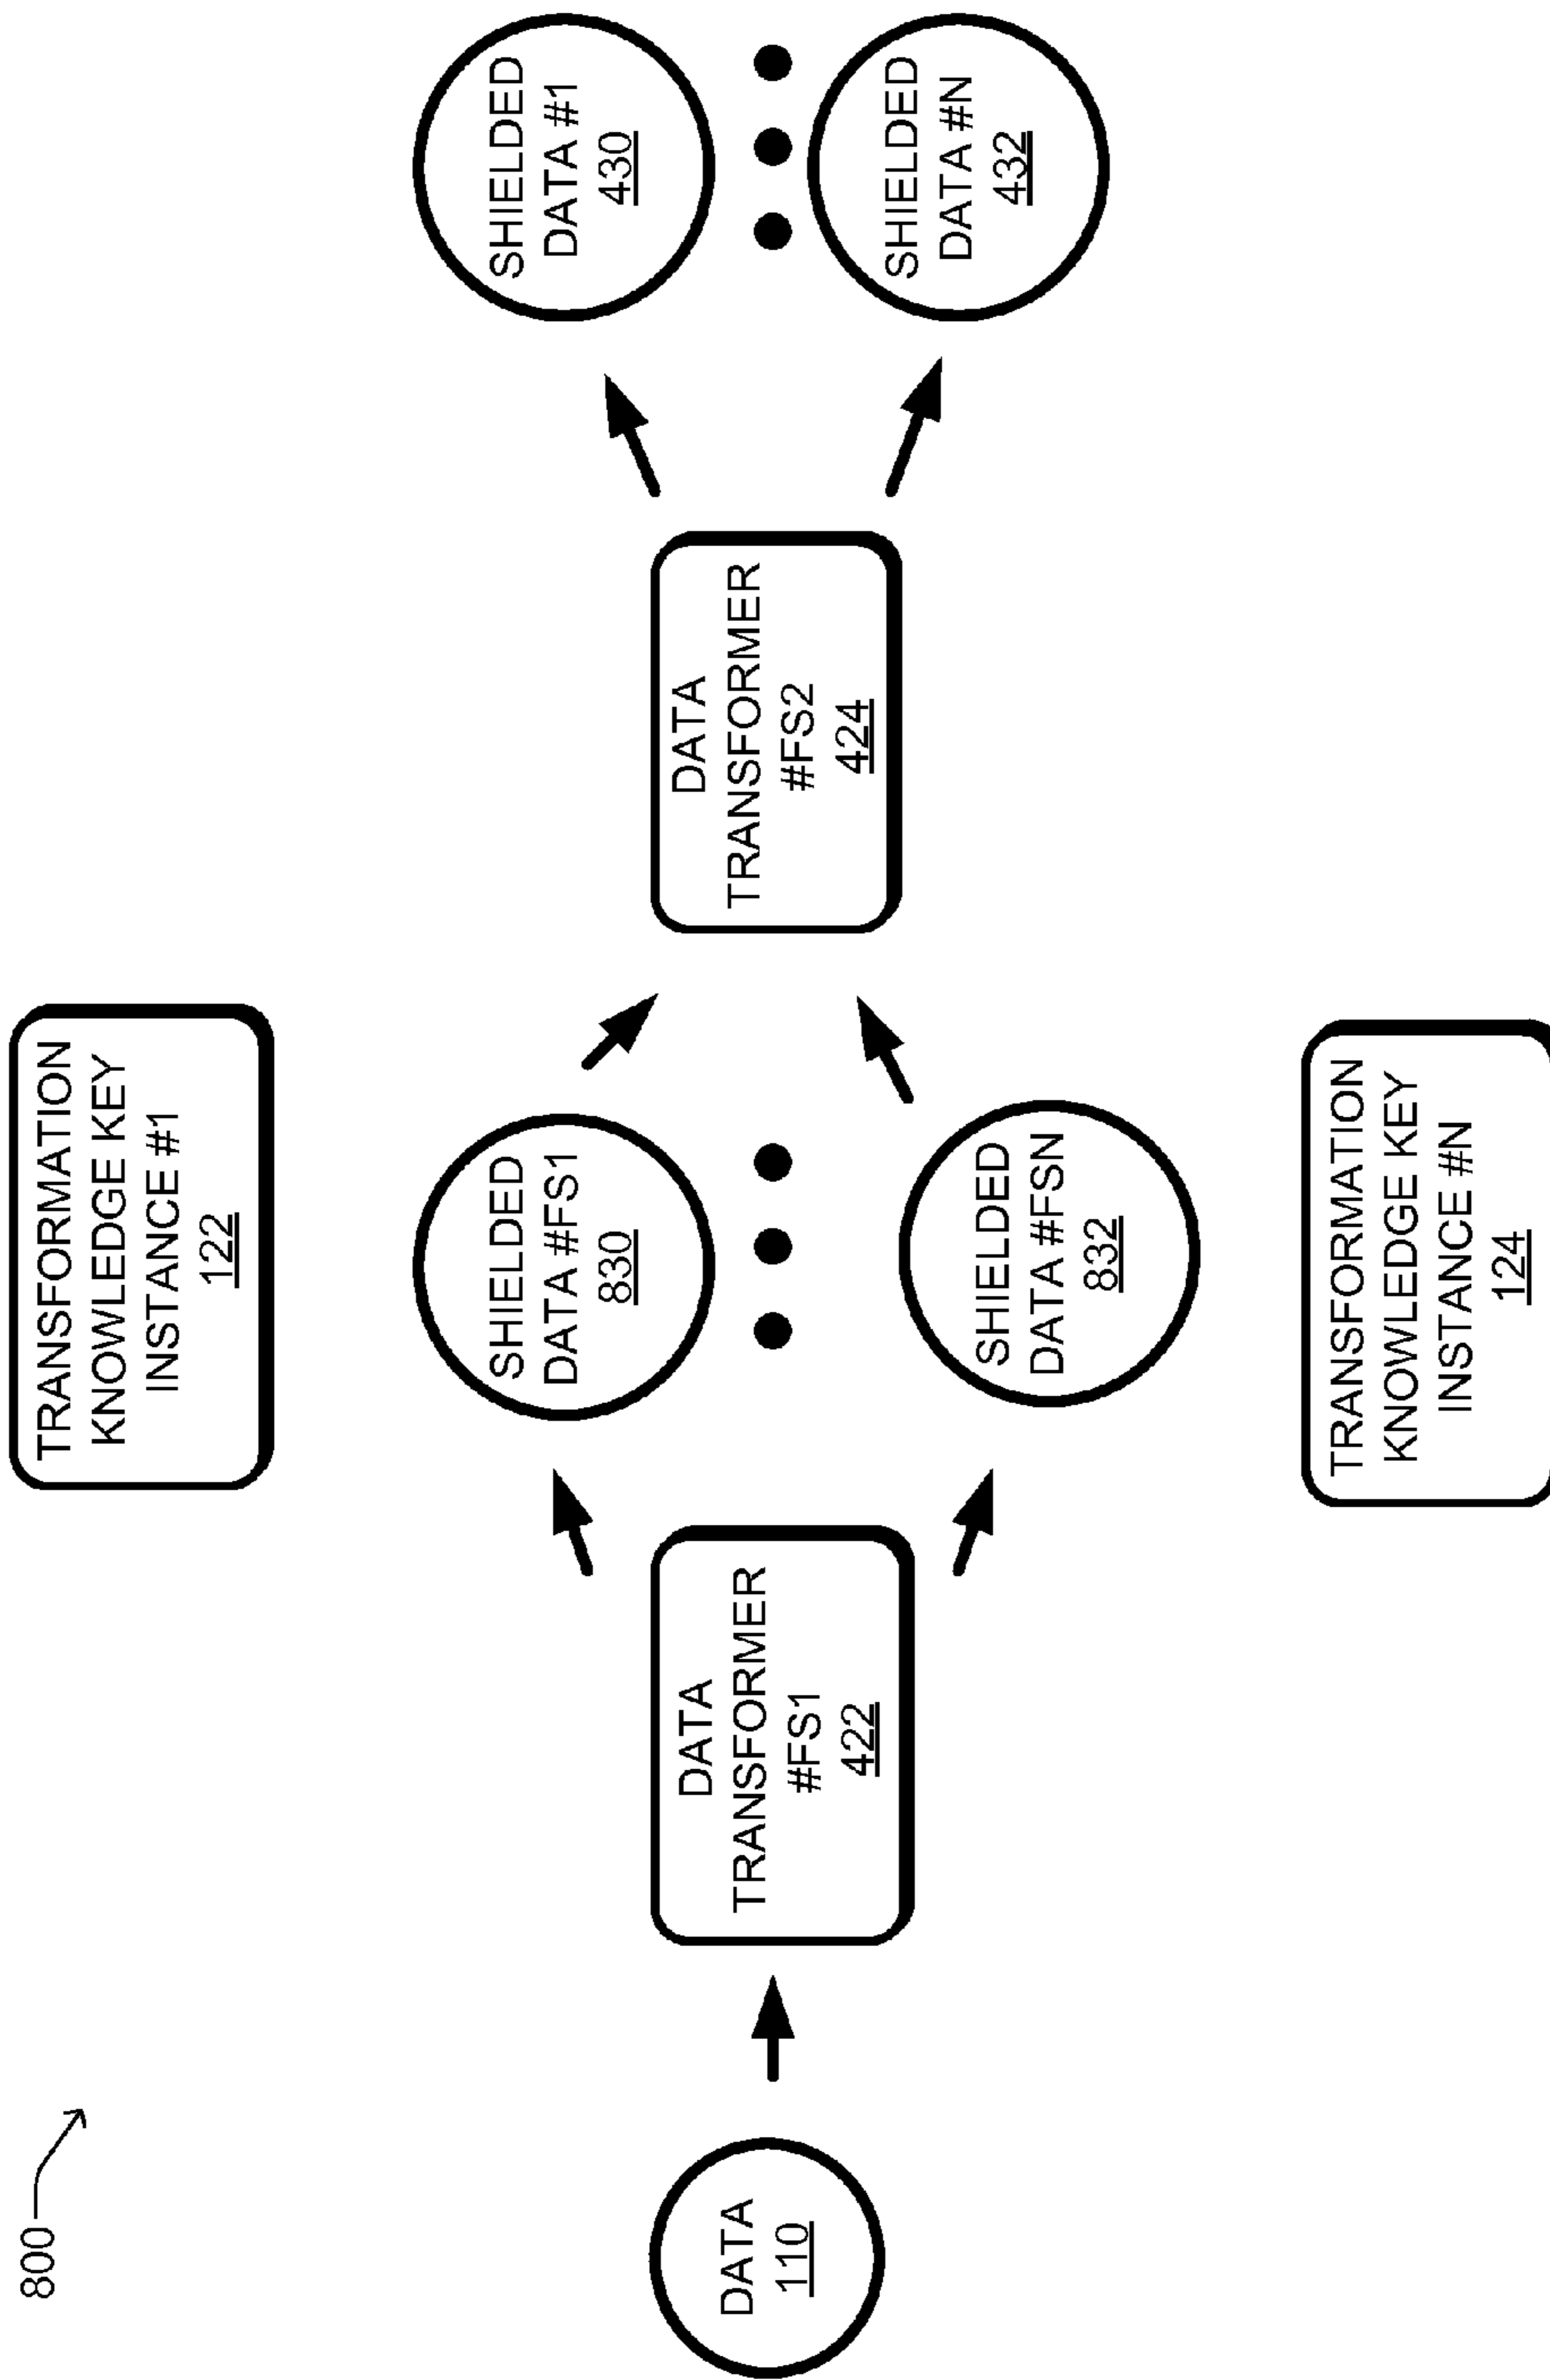 800
TRANSFORMATION
KNOWLEDGE KEY
INSTANCE #1
122
DATA
110
DATA
TRANSFORMER
#FS1
422
SHIELDED
DATA #FS1
830
SHIELDED
DATA #FSN
832
DATA
TRANSFORMER
#FS2
424
SHIELDED
DATA #1
430
SHIELDED
DATA #N
432
TRANSFORMATION
KNOWLEDGE KEY
INSTANCE #N
124